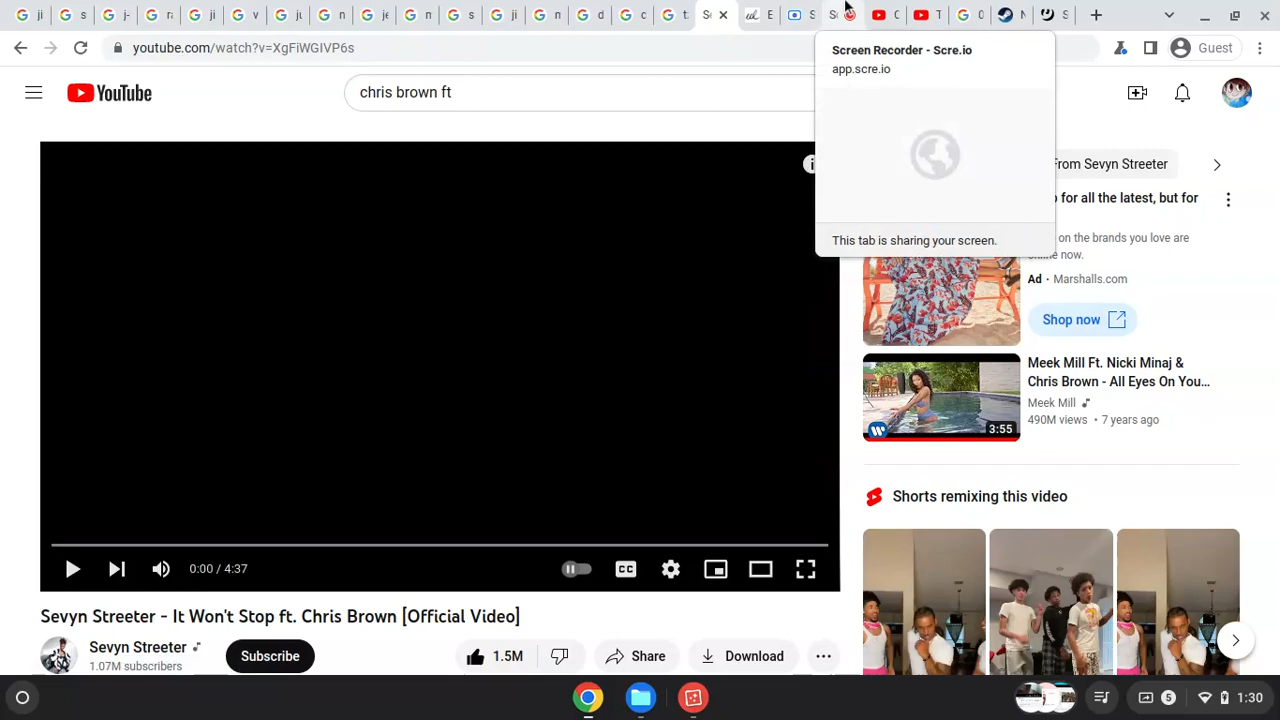 youtube.com/watch?v=XgFiWGIVP6s
Guest
YouTube
chris brown ft
Screen Recorder - Scre.io
app.scre.io
This tab is sharing your screen.
From Sevyn Streeter
for all the latest, but for
on the brands you love are
online now.
Ad · Marshalls.com
Shop now
Meek Mill Ft. Nicki Minaj &
Chris Brown - All Eyes On You...
Meek Mill
490M views • 7 years ago
3:55
Shorts remixing this video
0:00 / 4:37
CC
Sevyn Streeter - It Won't Stop ft. Chris Brown [Official Video]
Sevyn Streeter
1.07M subscribers
Subscribe
1.5M
Share
Download
5
1:30